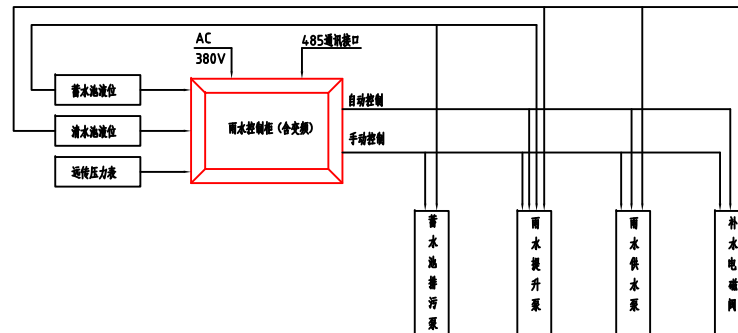 AC
380V
485通讯接口
蓄水池液位
清水池液位
远传压力表
雨水控制柜（含变频）
自动控制
手动控制
蓄水池排污泵
雨水提升泵
雨水供水泵
补水电磁阀